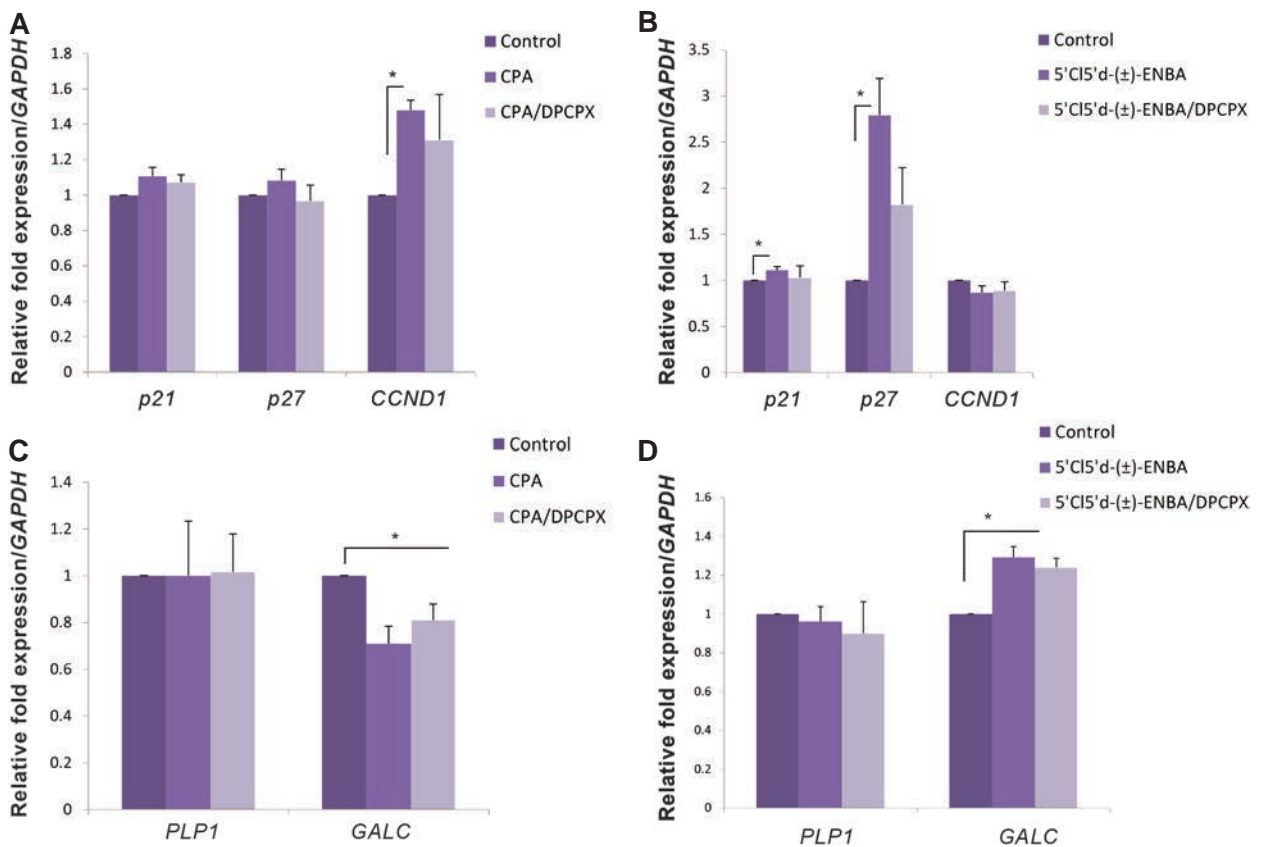 A
Relative fold expression/GAPDH
1.8
1.6
1.4
1.2
1
0.8
0.6
0.4
0.2
0
*
p21
p27
CCND1
Control
CPA
CPA/DPCPX
B
Relative fold expression/GAPDH
3.5
3
2.5
2
1.5
1
0.5
0
*
*
p21
p27
CCND1
Control
5'Cl5'd-(±)-ENBA
5'Cl5'd-(±)-ENBA/DPCPX
C
Relative fold expression/GAPDH
1.4
1.2
1
0.8
0.6
0.4
0.2
0
*
PLP1
GALC
Control
CPA
CPA/DPCPX
D
Relative fold expression/GAPDH
1.6
1.4
1.2
1
0.8
0.6
0.4
0.2
0
*
PLP1
GALC
Control
5'Cl5'd-(±)-ENBA
5'Cl5'd-(±)-ENBA/DPCPX